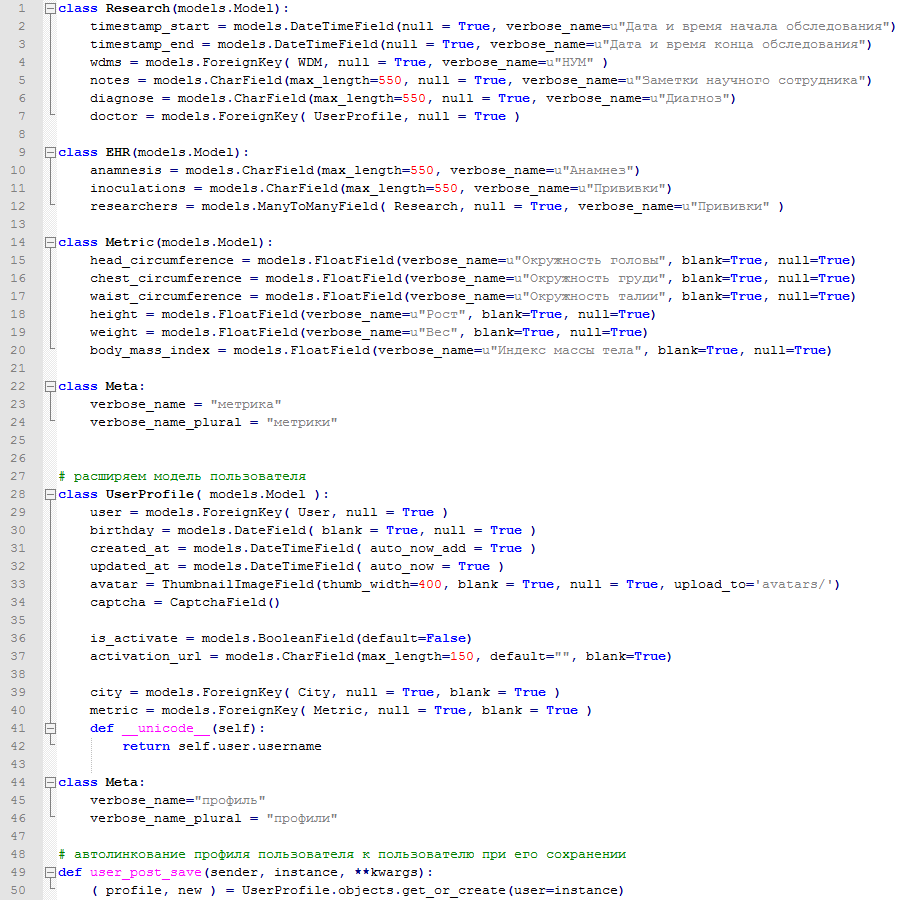 1 class Research(models.Model):
2 timestamp_start = models.DateTimeField(null = True, verbose_name=u"Дата и время начала обследования")
3 timestamp_end = models.DateTimeField(null = True, verbose_name=u"Дата и время конца обследования")
4 wdms = models.ForeignKey( WDM, null = True, verbose_name=u"НУМ" )
5 notes = models.CharField(max_length=550, null = True, verbose_name=u"Заметки научного сотрудника")
6 diagnose = models.CharField(max_length=550, null = True, verbose_name=u"Диагноз")
7 doctor = models.ForeignKey( UserProfile, null = True )
8
9 class EHR(models.Model):
10 anamnesis = models.CharField(max_length=550, verbose_name=u"Анамнез")
11 inoculations = models.CharField(max_length=550, verbose_name=u"Прививки")
12 researchers = models.ManyToManyField( Research, null = True, verbose_name=u"Прививки" )
13
14 class Metric(models.Model):
15 head_circumference = models.FloatField(verbose_name=u"Окружность головы", blank=True, null=True)
16 chest_circumference = models.FloatField(verbose_name=u"Окружность груди", blank=True, null=True)
17 waist_circumference = models.FloatField(verbose_name=u"Окружность талии", blank=True, null=True)
18 height = models.FloatField(verbose_name=u"Рост", blank=True, null=True)
19 weight = models.FloatField(verbose_name=u"Вес", blank=True, null=True)
20 body_mass_index = models.FloatField(verbose_name=u"Индекс массы тела", blank=True, null=True)
21
22 class Meta:
23 verbose_name = "метрика"
24 verbose_name_plural = "метрики"
25
26
27 # расширяем модель пользователя
28 class UserProfile( models.Model ):
29 user = models.ForeignKey( User, null = True )
30 birthday = models.DateField( blank = True, null = True )
31 created_at = models.DateTimeField( auto_now_add = True )
32 updated_at = models.DateTimeField( auto_now = True )
33 avatar = ThumbnailImageField(thumb_width=400, blank = True, null = True, upload_to='avatars/')
34 captcha = CaptchaField()
35
36 is_activate = models.BooleanField(default=False)
37 activation_url = models.CharField(max_length=150, default="", blank=True)
38
39 city = models.ForeignKey( City, null = True, blank = True )
40 metric = models.ForeignKey( Metric, null = True, blank = True )
41 def __unicode__(self):
42 return self.user.username
43
44 class Meta:
45 verbose_name="профиль"
46 verbose_name_plural = "профили"
47
48 # автолинкование профиля пользователя к пользователю при его сохранении
49 def user_post_save(sender, instance, **kwargs):
50 ( profile, new ) = UserProfile.objects.get_or_create(user=instance)